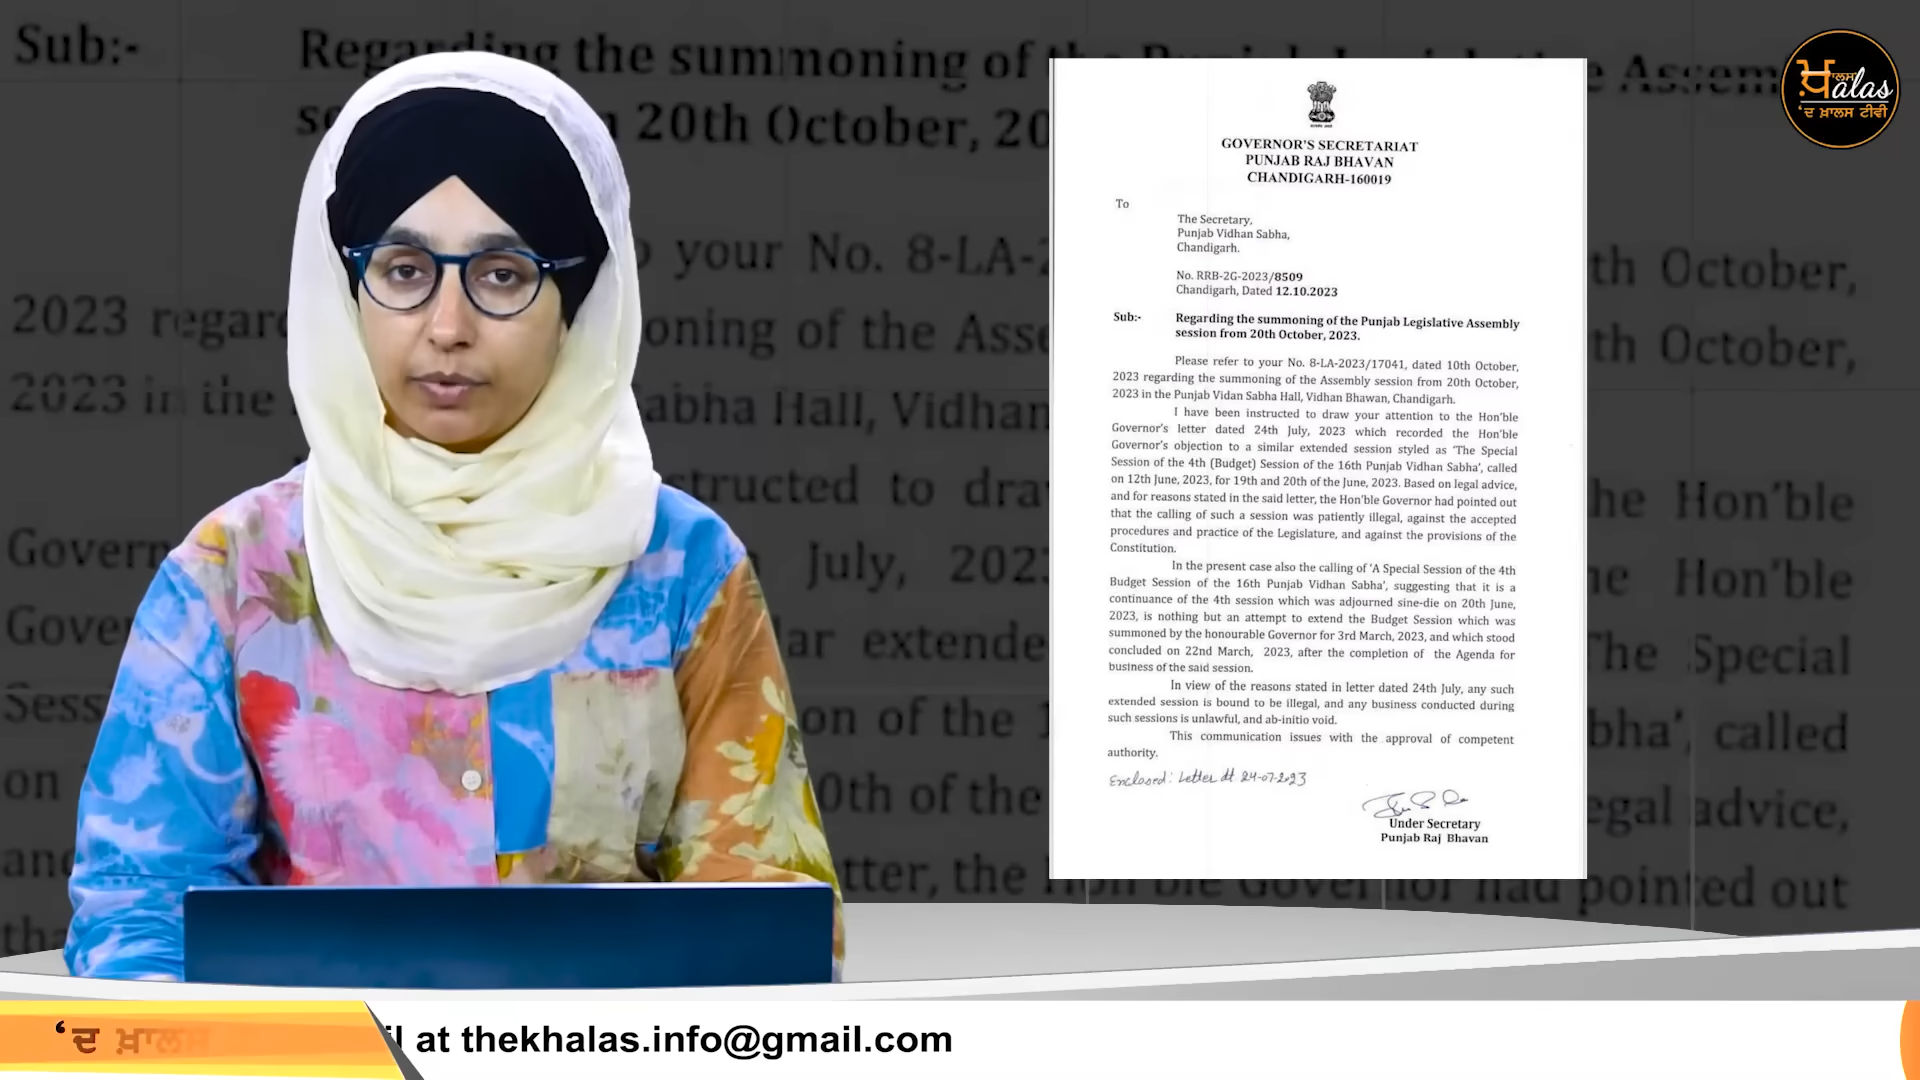 Sub:- Regarding the summoning of the Punjab Legislative Assem
20th October, 20
your No. 8-LA-2 th October,
2023 regar oning of the Asse th October,
2023 in the abha Hall, Vidhan
structed to dra he Hon’ble
Govern July, 202 he Hon’ble
Gover ar extende The Special
Sess on of the 1 bha’, called
on 0th of the egal advice,
and tter, the Hon’ble Governor had pointed out
tha
ਖ਼ਾਲਸ
alas
‘ਦ ਖ਼ਾਲਸ ਟੀਵੀ
GOVERNOR'S SECRETARIAT
PUNJAB RAJ BHAVAN
CHANDIGARH-160019
To
The Secretary,
Punjab Vidhan Sabha,
Chandigarh.
No. RRB-2G-2023/8509
Chandigarh, Dated 12.10.2023
Sub:- Regarding the summoning of the Punjab Legislative Assembly
session from 20th October, 2023.
Please refer to your No. 8-LA-2023/17041, dated 10th October,
2023 regarding the summoning of the Assembly session from 20th October,
2023 in the Punjab Vidan Sabha Hall, Vidhan Bhawan, Chandigarh.
I have been instructed to draw your attention to the Hon'ble
Governor's letter dated 24th July, 2023 which recorded the Hon'ble
Governor's objection to a similar extended session styled as 'The Special
Session of the 4th (Budget) Session of the 16th Punjab Vidhan Sabha', called
on 12th June, 2023, for 19th and 20th of the June, 2023. Based on legal advice,
and for reasons stated in the said letter, the Hon'ble Governor had pointed out
that the calling of such a session was patiently illegal, against the accepted
procedures and practice of the Legislature, and against the provisions of the
Constitution.
In the present case also the calling of 'A Special Session of the 4th
Budget Session of the 16th Punjab Vidhan Sabha', suggesting that it is a
continuance of the 4th session which was adjourned sine-die on 20th June,
2023, is nothing but an attempt to extend the Budget Session which was
summoned by the honourable Governor for 3rd March, 2023, and which stood
concluded on 22nd March, 2023, after the completion of the Agenda for
business of the said session.
In view of the reasons stated in letter dated 24th July, any such
extended session is bound to be illegal, and any business conducted during
such sessions is unlawful, and ab-initio void.
This communication issues with the approval of competent
authority.
Enclosed: Letter dt 24-07-2023
Under Secretary
Punjab Raj Bhavan
‘ਦ ਖ਼ਾਲਸ
il at thekhalas.info@gmail.com